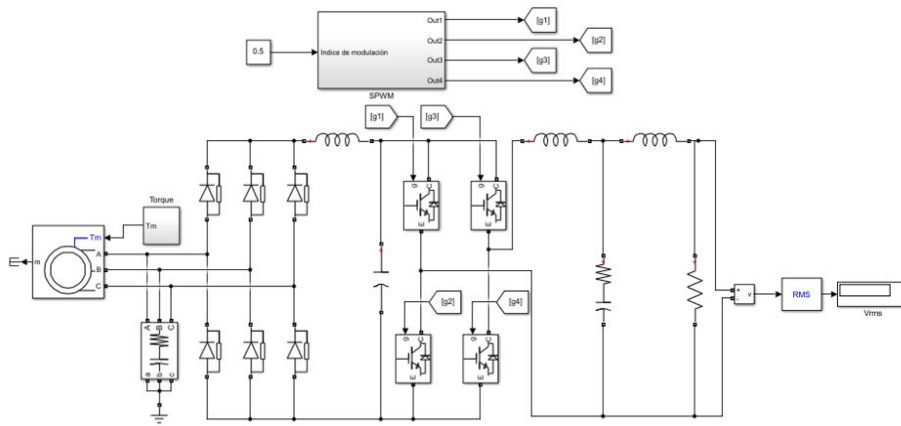 Out1
[g1]
Out2
[g2]
0.5
Indice de modulación
Out3
[g3]
Out4
[g4]
SPWM
[g1]
[g3]
g
C
E
g
C
E
Torque
Tm
Tm
m
A
B
C
A
B
C
a
b
c
[g2]
[g4]
g
C
E
g
C
E
+
-
v
RMS
Vrms